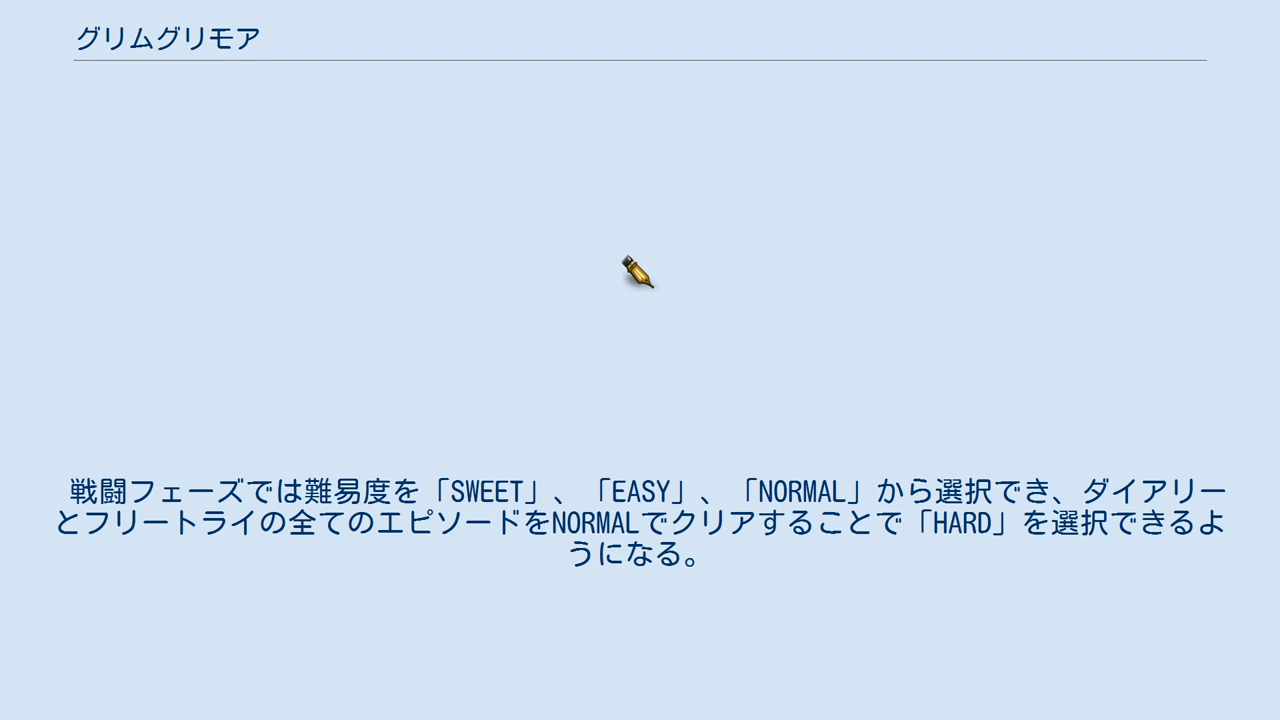 グリムグリモア
戦闘フェーズでは難易度を「SWEET」、「EASY」、「NORMAL」から選択でき、ダイアリー
とフリートライの全てのエピソードをNORMALでクリアすることで「HARD」を選択できるよ
うになる。